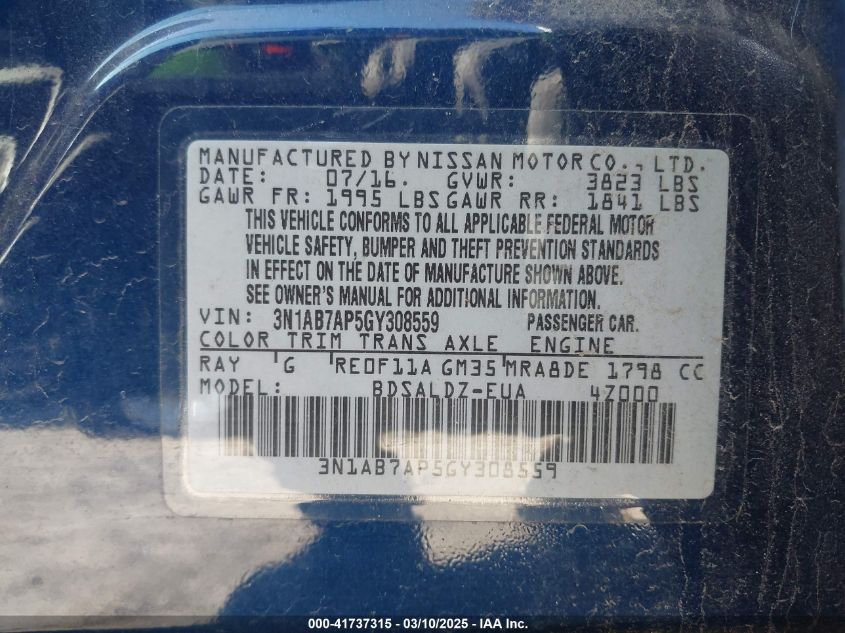 MANUFACTURED BY NISSAN MOTOR CO., LTD.
DATE: 07/16. GVWR: 3823 LBS
GAWR FR: 1995 LBS GAWR RR: 1841 LBS
THIS VEHICLE CONFORMS TO ALL APPLICABLE FEDERAL MOTOR
VEHICLE SAFETY, BUMPER AND THEFT PREVENTION STANDARDS
IN EFFECT ON THE DATE OF MANUFACTURE SHOWN ABOVE.
SEE OWNER'S MANUAL FOR ADDITIONAL INFORMATION.
VIN: 3N1AB7AP5GY308559 PASSENGER CAR.
COLOR TRIM TRANS AXLE ENGINE
RAY G RE0F11A GM35 MRA8DE 1798 CC
MODEL: BDSALDZ-EUA 4Z000
3N1AB7AP5GY308559
000-41737315 - 03/10/2025 - IAA Inc.